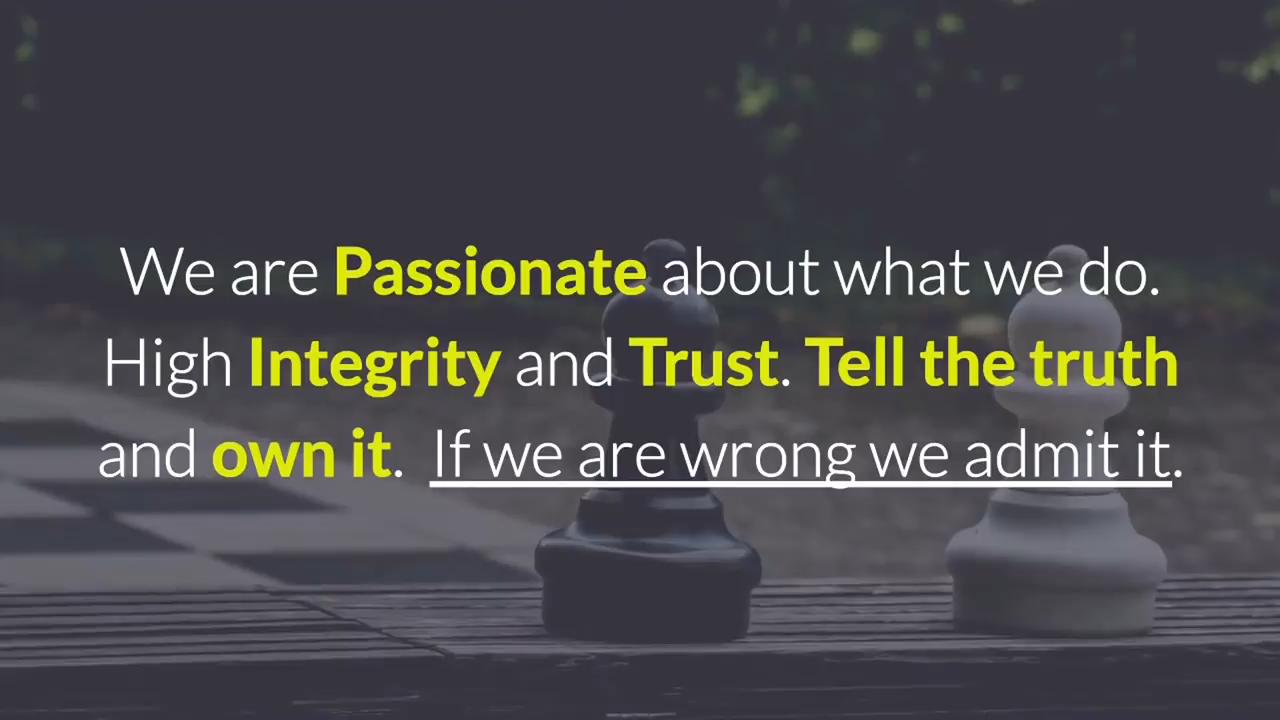 We are Passionate about what we do.
High Integrity and Trust. Tell the truth
and own it. If we are wrong we admit it.